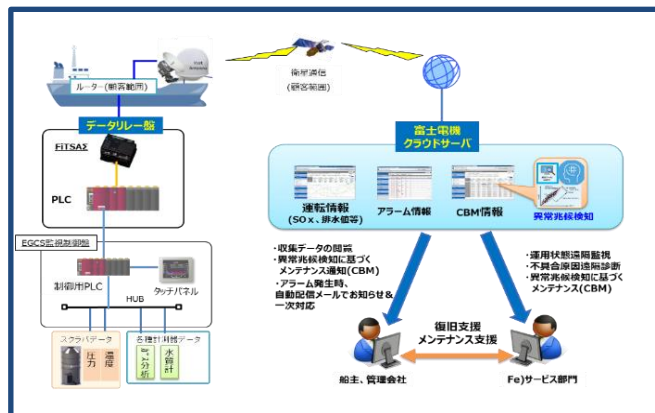 ルーター(顧客範囲)
衛星通信
(顧客範囲)
データリレー盤
FiTSAΣ
PLC
EGCS監視制御盤
制御用PLC
タッチパネル
HUB
スクラバデータ
圧力
温度
各種計測器データ
ガス分析
水質計
富士電機
クラウドサーバ
運転情報
(SOx、排水値等)
アラーム情報
CBM情報
異常兆候検知
・収集データの閲覧
・異常兆候検知に基づく
メンテナンス通知(CBM)
・アラーム発生時、
自動配信メールでお知らせ&
一次対応
・運用状態遠隔監視
・不具合原因遠隔診断
・異常兆候検知に基づく
メンテナンス(CBM)
復旧支援
メンテナンス支援
船主、管理会社
Fe)サービス部門